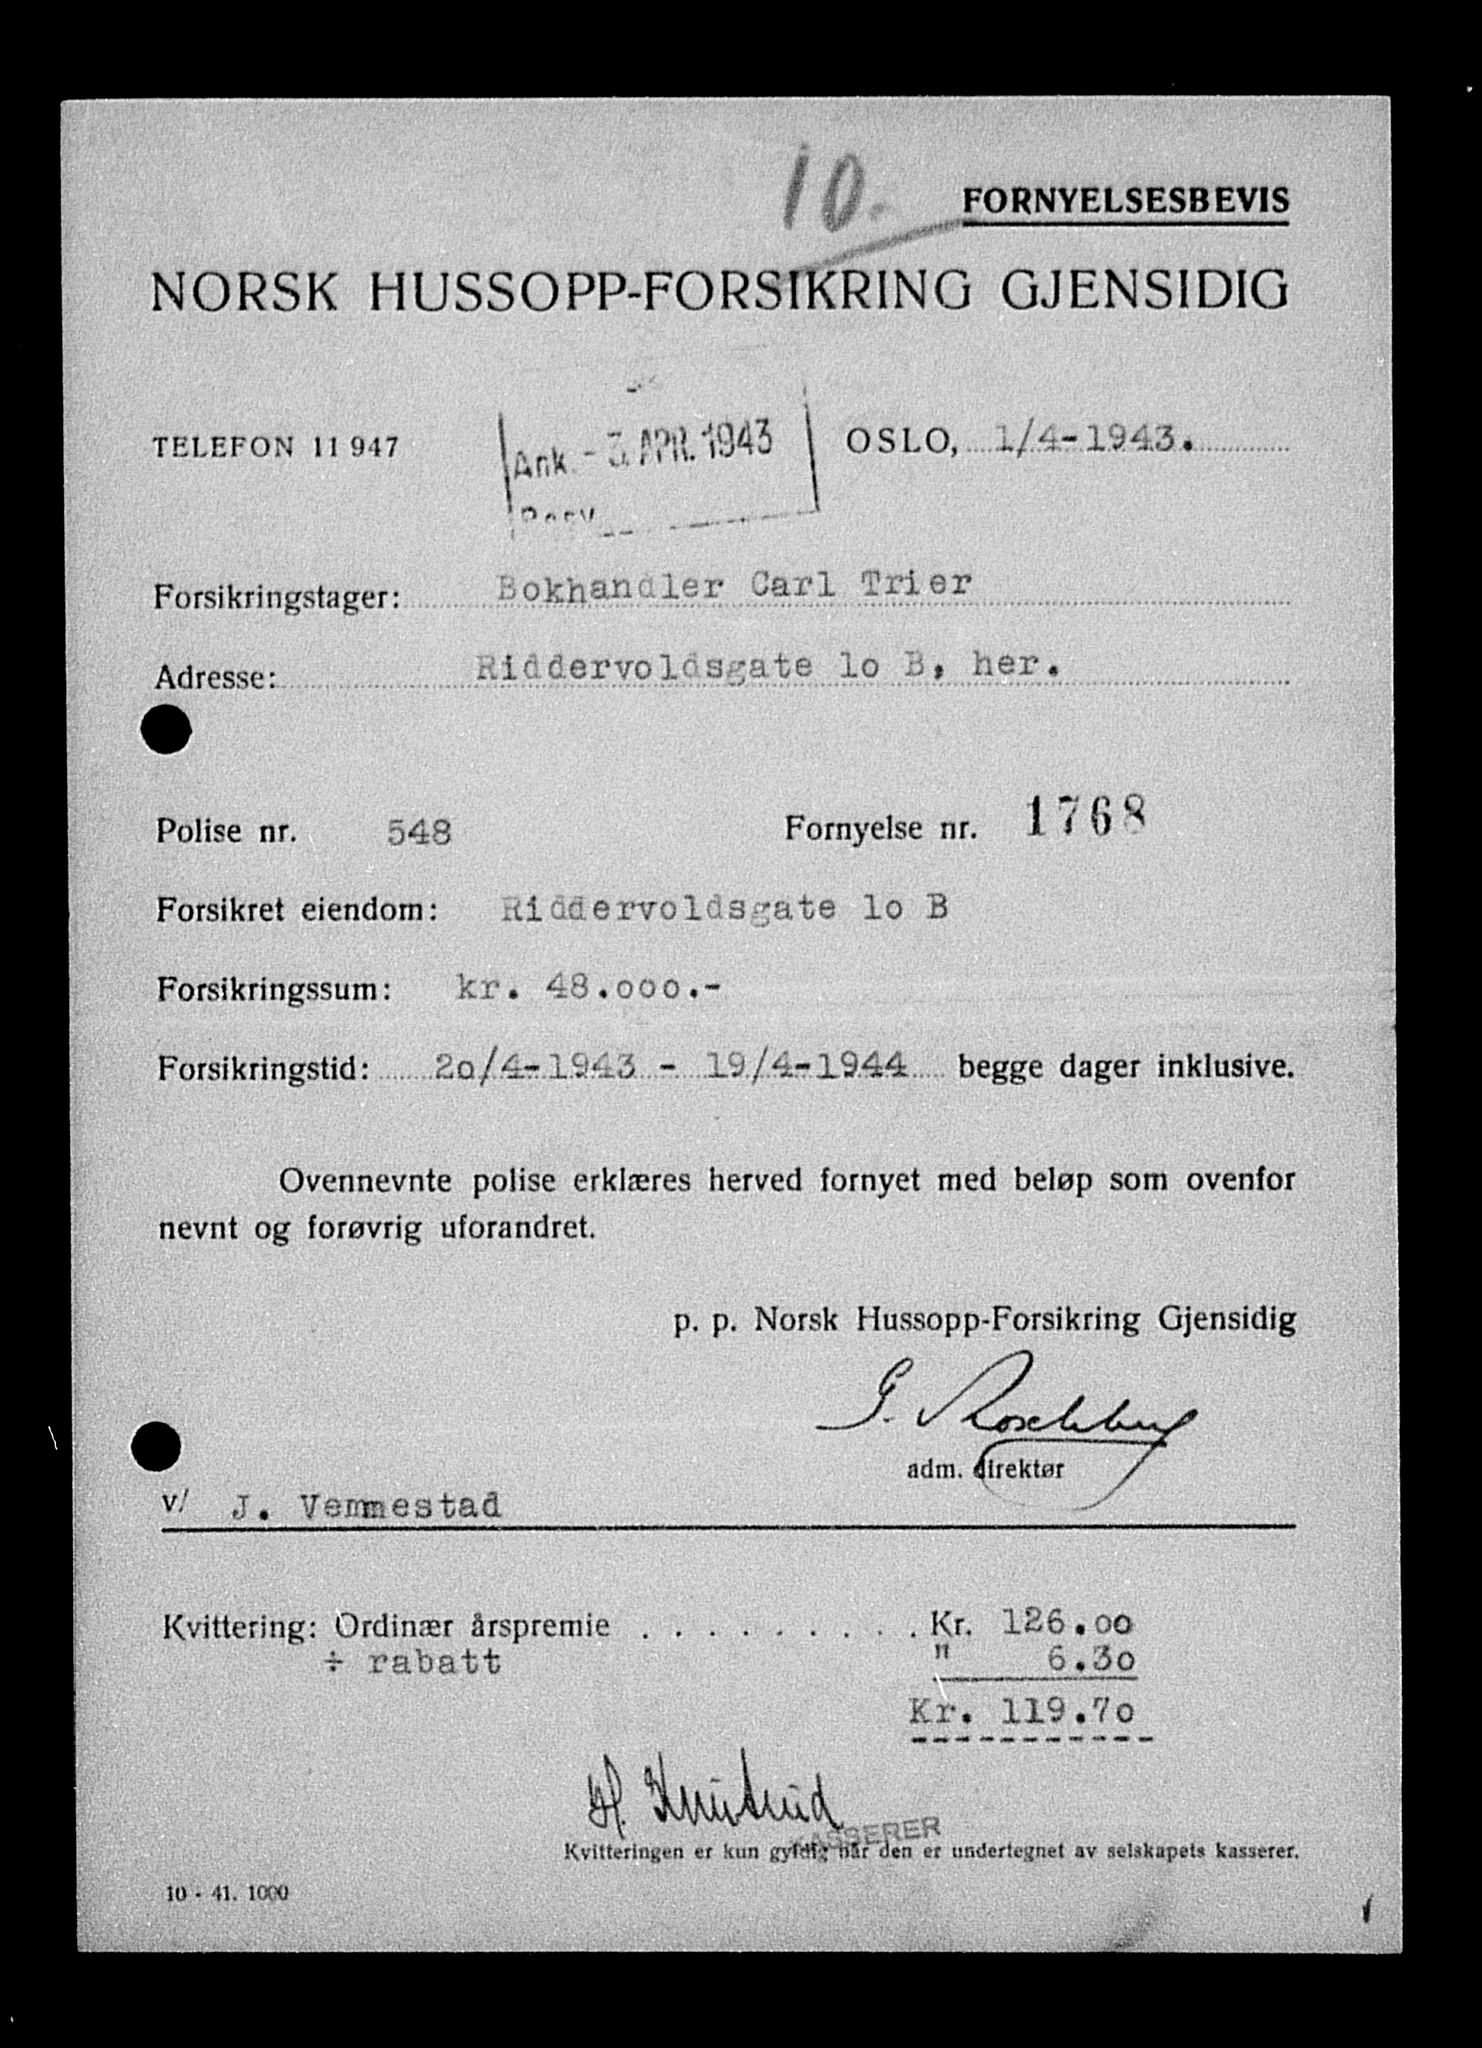 10.
FORNYELSESBEVIS
NORSK HUSSOPP-FORSIKRING GJENSIDIG
TELEFON 11 947
Ank. - 3. APR. 1943
OSLO, 1/4-1943.
Forsikringstager: Bokhandler Carl Trier
Adresse: Riddervoldsgate lo B, her.
Polise nr. 548 Fornyelse nr. 1768
Forsikret eiendom: Riddervoldsgate lo B
Forsikringssum: kr. 48.ooo.-
Forsikringstid: 2o/4-1943 - 19/4-1944 begge dager inklusive.
Ovennevnte polise erklæres herved fornyet med beløp som ovenfor
nevnt og forøvrig uforandret.
p. p. Norsk Hussopp-Forsikring Gjensidig
adm. direktør
v/ J. Vemmestad
Kvittering: Ordinær årspremie . . . . . . . . . Kr. 126.oo
÷ rabatt " 6.3o
Kr. 119.7o
H. Knutsrud
KASSERER
Kvitteringen er kun gyldig når den er undertegnet av selskapets kasserer.
10 - 41. 1000